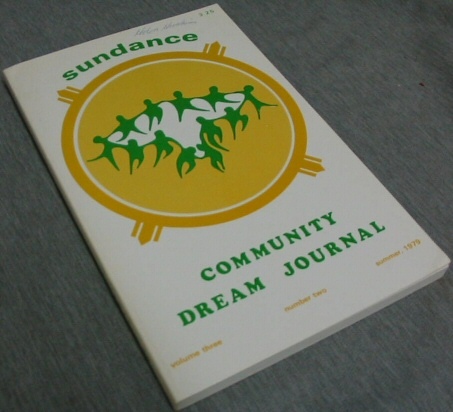 sundance
COMMUNITY
DREAM JOURNAL
volume three
number two
summer, 1979